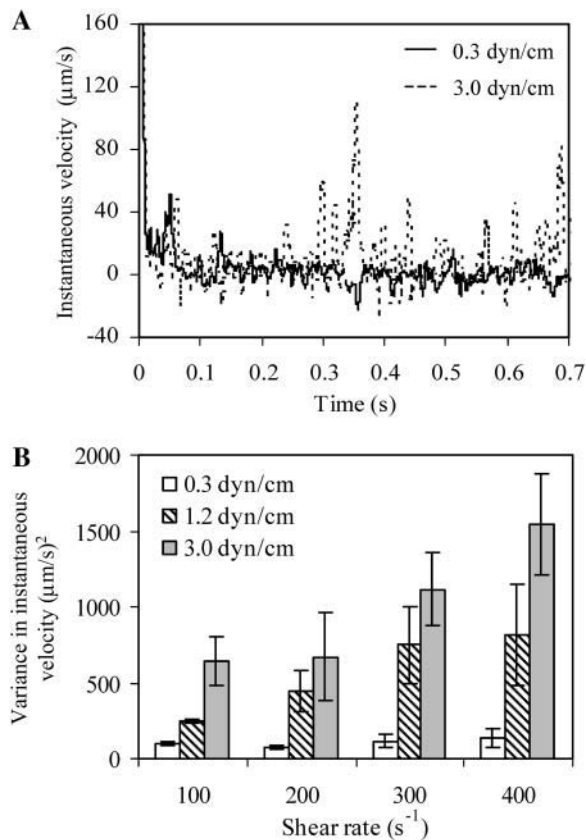 A
Instantaneous velocity (μm/s)
160
120
80
40
0
-40
0.3 dyn/cm
3.0 dyn/cm
0 0.1 0.2 0.3 0.4 0.5 0.6 0.7
Time (s)
B
Variance in instantaneous
velocity (μm/s)²
2000
1500
1000
500
0
0.3 dyn/cm
1.2 dyn/cm
3.0 dyn/cm
100 200 300 400
Shear rate (s⁻¹)